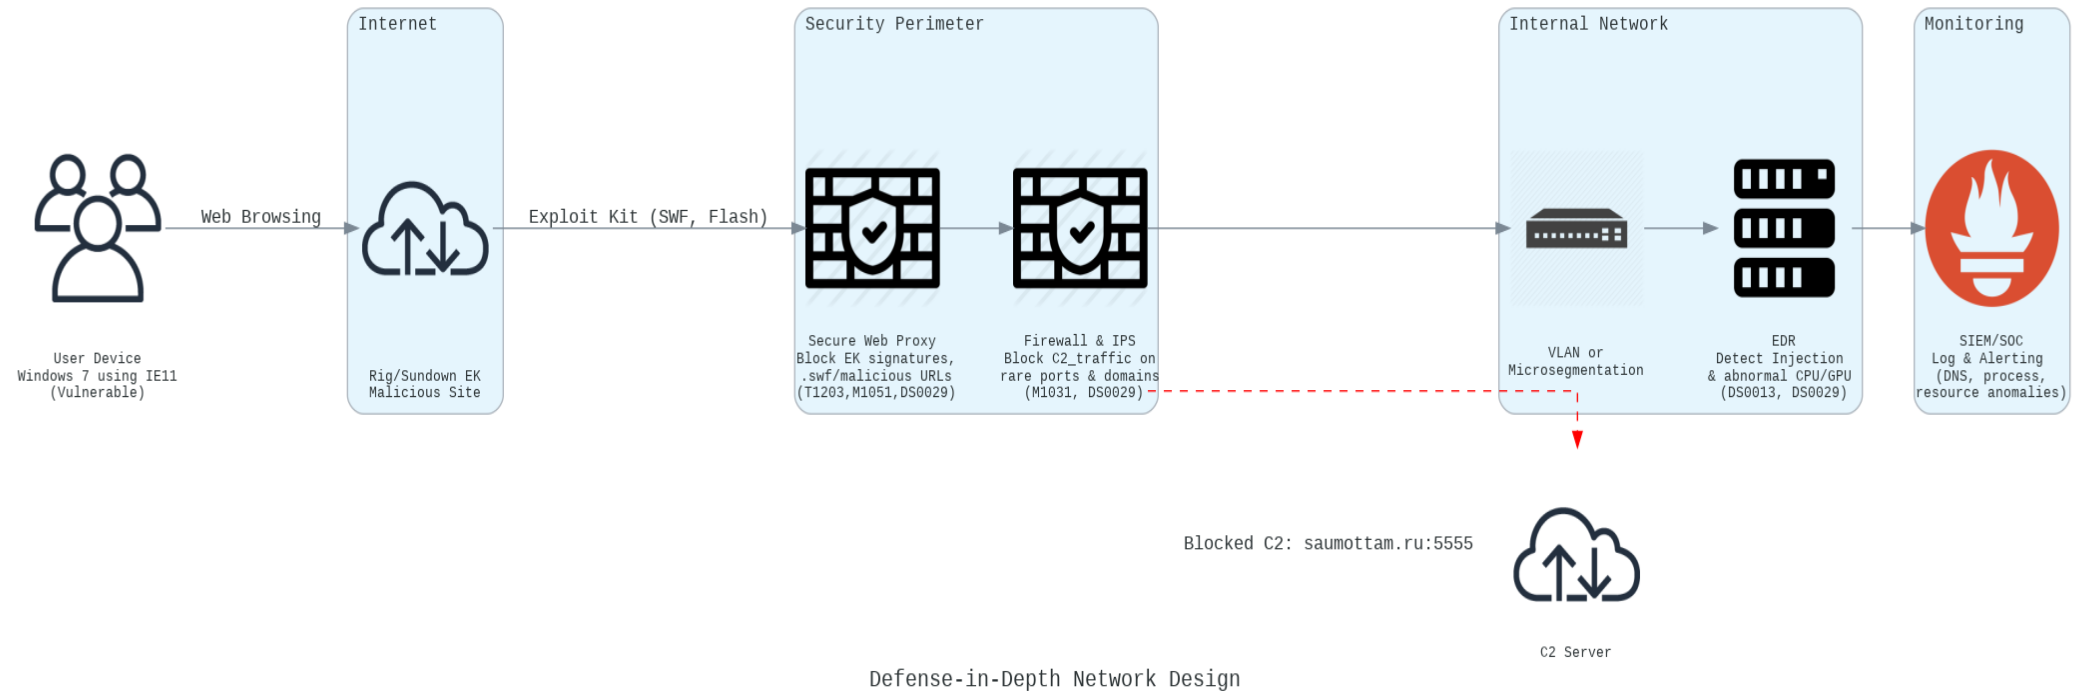 Internet
Security Perimeter
Internal Network
Monitoring
Web Browsing
Exploit Kit (SWF, Flash)
User Device
Windows 7 using IE11
(Vulnerable)
Rig/Sundown EK
Malicious Site
Secure Web Proxy
Block EK signatures,
.swf/malicious URLs
(T1203,M1051,DS0029)
Firewall & IPS
Block C2_traffic on
rare ports & domains
(M1031, DS0029)
VLAN or
Microsegmentation
EDR
Detect Injection
& abnormal CPU/GPU
(DS0013, DS0029)
SIEM/SOC
Log & Alerting
(DNS, process,
resource anomalies)
Blocked C2: saumottam.ru:5555
C2 Server
Defense-in-Depth Network Design